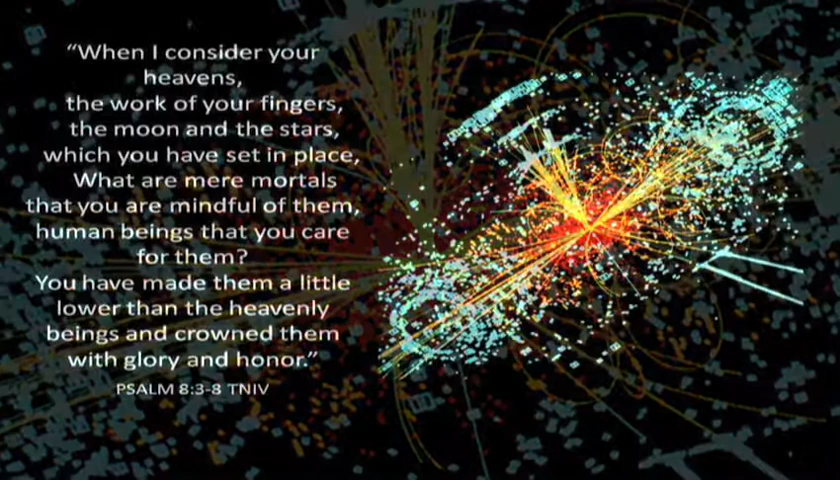 “When I consider your
heavens,
the work of your fingers,
the moon and the stars,
which you have set in place,
What are mere mortals
that you are mindful of them,
human beings that you care
for them?
You have made them a little
lower than the heavenly
beings and crowned them
with glory and honor.”
PSALM 8:3-8 TNIV